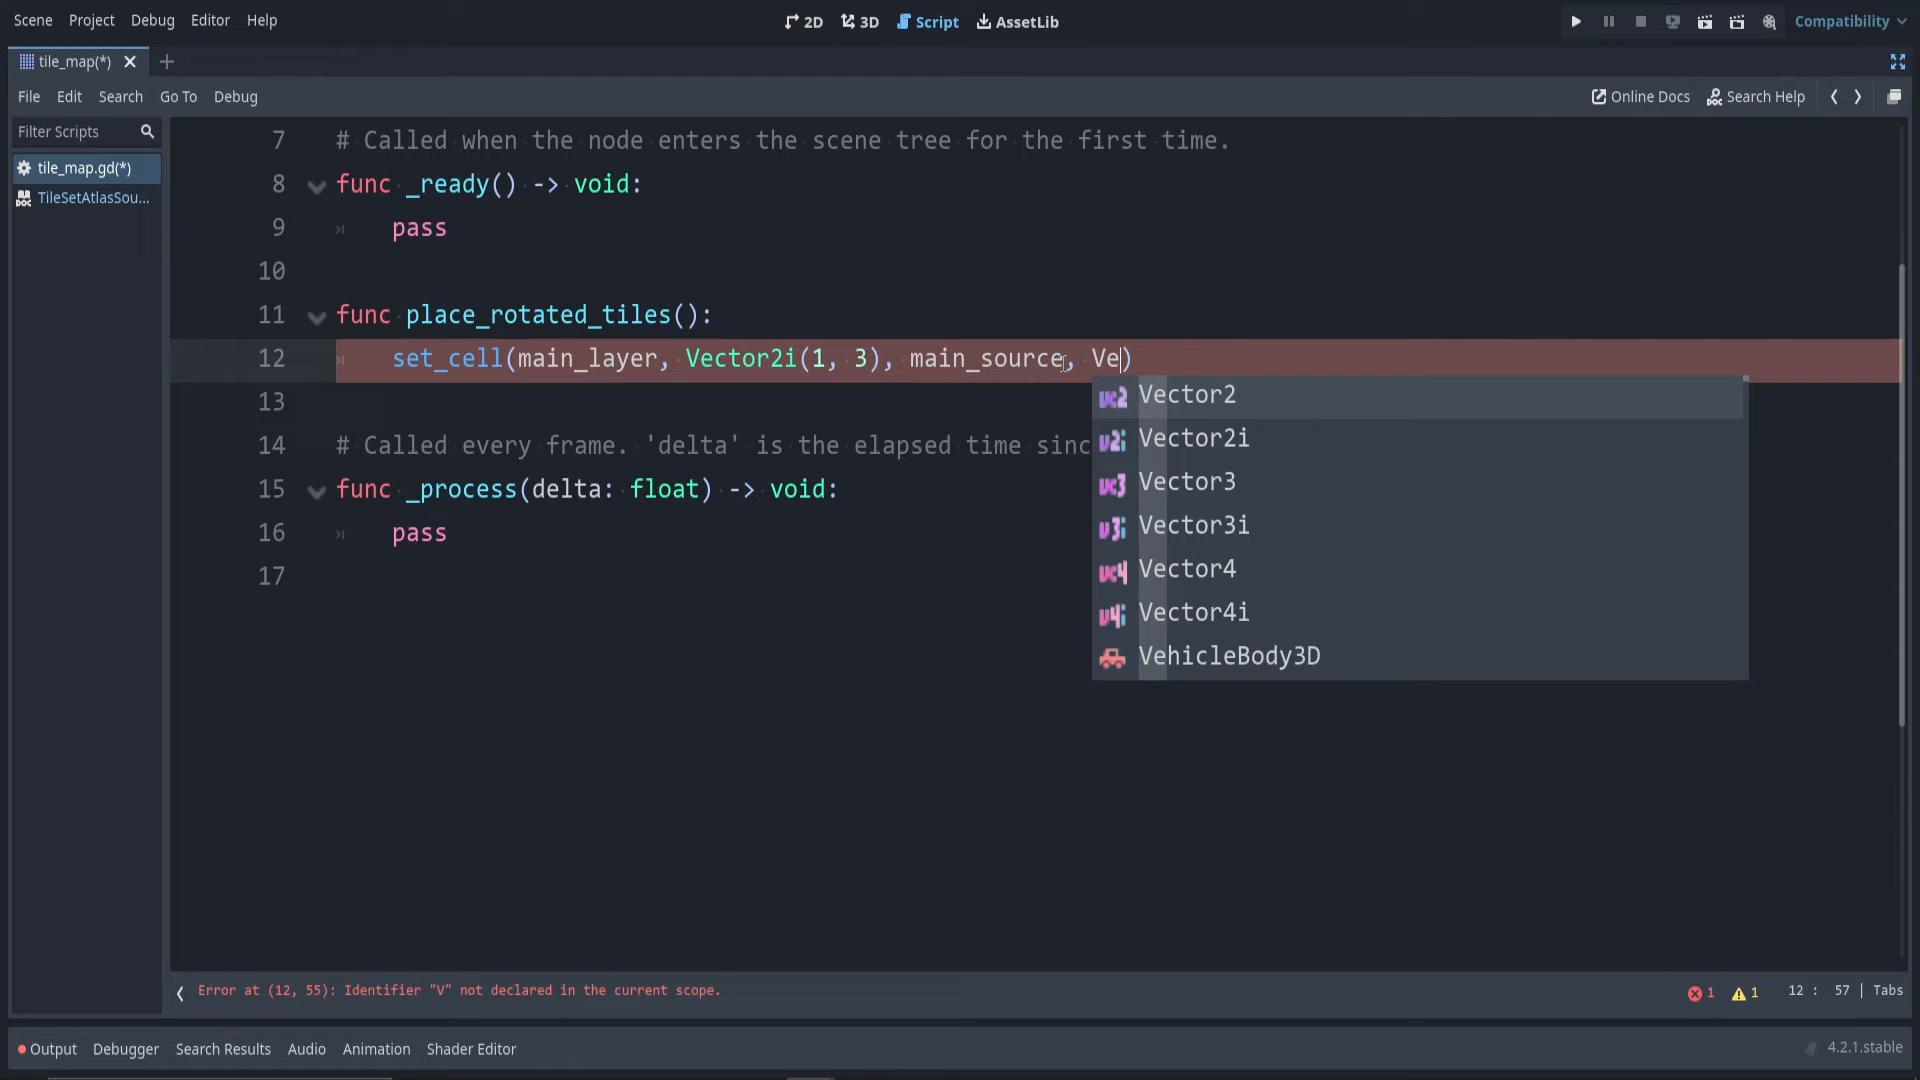 Scene Project Debug Editor Help 2D 3D Script AssetLib Compatibility
tile_map(*)
File Edit Search Go To Debug Online Docs Search Help
Filter Scripts
tile_map.gd(*)
TileSetAtlasSou...
7 # Called when the node enters the scene tree for the first time.
8 func _ready() -> void:
9 pass
10
11 func place_rotated_tiles():
12 set_cell(main_layer, Vector2i(1, 3), main_source, Ve)
13
14 # Called every frame. 'delta' is the elapsed time sinc
15 func _process(delta: float) -> void:
16 pass
17
Vector2
Vector2i
Vector3
Vector3i
Vector4
Vector4i
VehicleBody3D
Error at (12, 55): Identifier "V" not declared in the current scope. 1 1 12 : 57 | Tabs
Output Debugger Search Results Audio Animation Shader Editor 4.2.1.stable